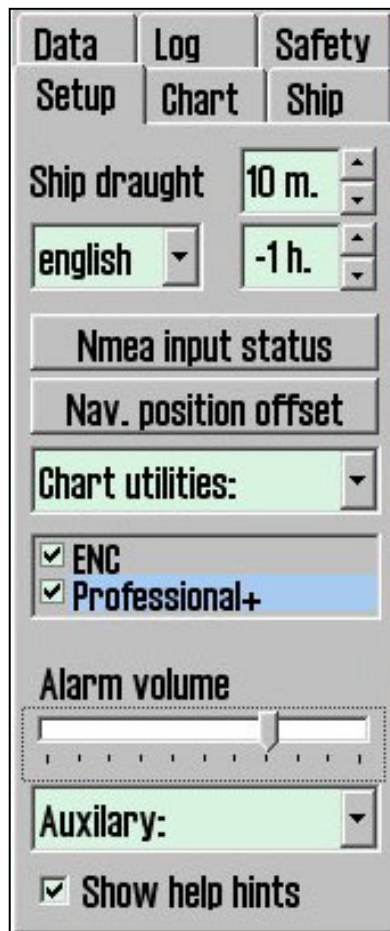 Data Log Safety
Setup Chart Ship
Ship draught 10 m.
english -1 h.
Nmea input status
Nav. position offset
Chart utilities:
ENC
Professional+
Alarm volume
Auxilary:
Show help hints